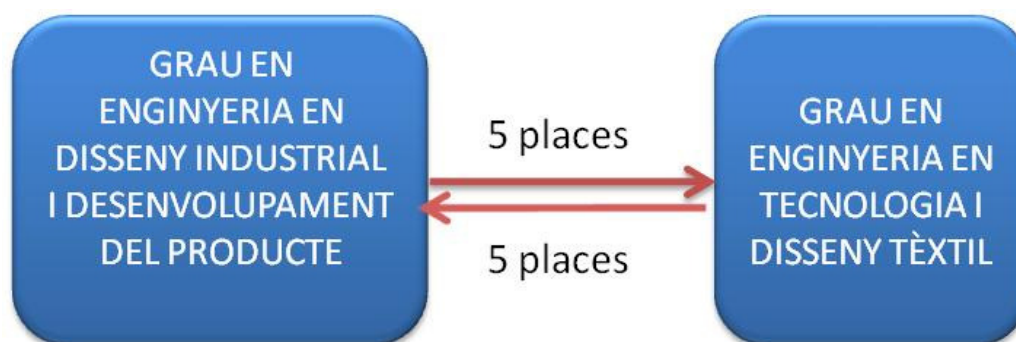 GRAU EN
ENGINYERIA EN
DISSENY INDUSTRIAL
I DESENVOLUPAMENT
DEL PRODUCTE
5 places
5 places
GRAU EN
ENGINYERIA EN
TECNOLOGIA I
DISSENY TÈXTIL